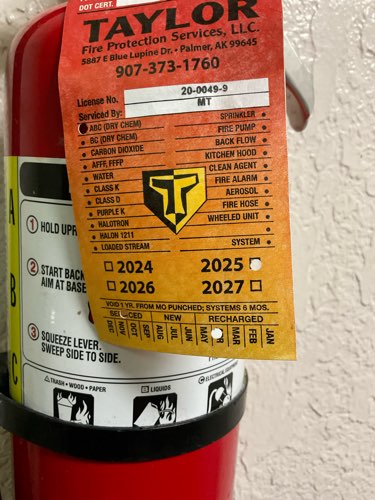 DOT CERT.
TAYLOR
Fire Protection Services, LLC.
5887 E Blue Lupine Dr. • Palmer, AK 99645
907-373-1760
License No. 20-0049-9
Serviced By: MT
ABC (DRY CHEM)
• BC (DRY CHEM)
• CARBON DIOXIDE
• AFFF, FFFP
• WATER
• CLASS K
• CLASS D
• PURPLE K
• HALOTRON
• HALON 1211
• LOADED STREAM
SPRINKLER •
FIRE PUMP •
BACK FLOW •
KITCHEN HOOD •
CLEAN AGENT •
FIRE ALARM •
AEROSOL •
FIRE HOSE •
WHEELED UNIT •
SYSTEM •
2024 2025
2026 2027
VOID 1 YR. FROM MO PUNCHED; SYSTEMS 6 MOS.
NEW RECHARGED
DEC NOV OCT SEP AUG JUL JUN MAY MAR FEB JAN
A
B
C
1 HOLD UPR
2 START BACK
AIM AT BASE
3 SQUEEZE LEVER.
SWEEP SIDE TO SIDE.
TRASH • WOOD • PAPER
LIQUIDS
ELECTRICAL EQUIPMENT